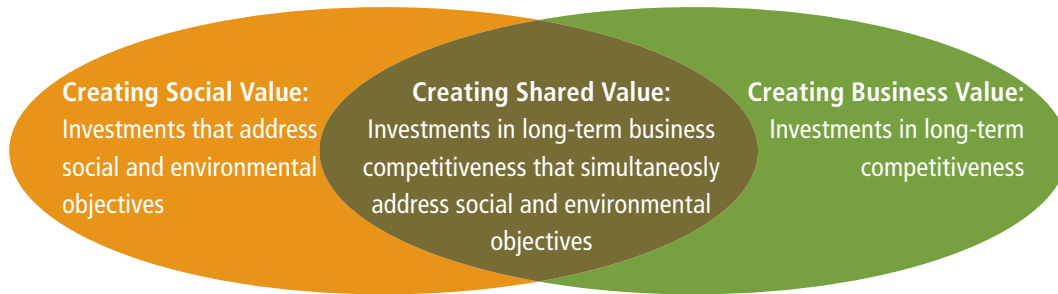 Creating Social Value:
Investments that address
social and environmental
objectives
Creating Shared Value:
Investments in long-term business
competitiveness that simultaneosly
address social and environmental
objectives
Creating Business Value:
Investments in long-term
competitiveness